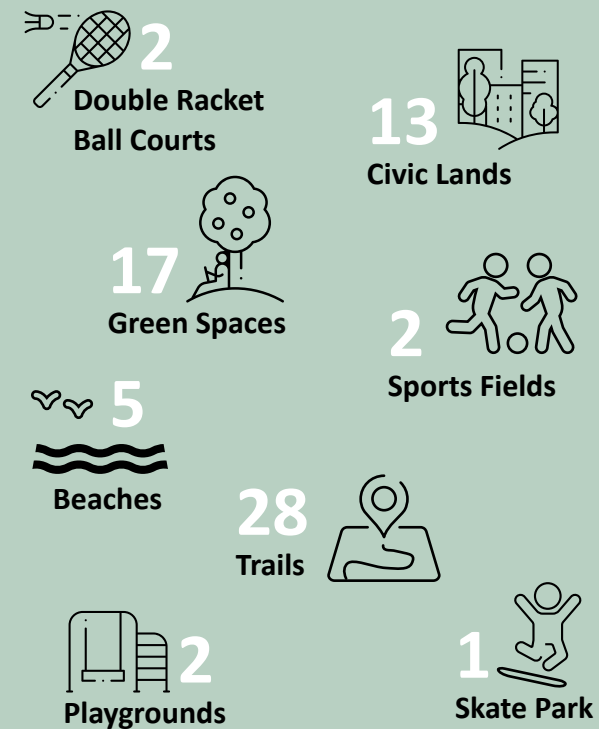 2
Double Racket
Ball Courts
13
Civic Lands
17
Green Spaces
2
Sports Fields
5
Beaches
28
Trails
2
Playgrounds
1
Skate Park